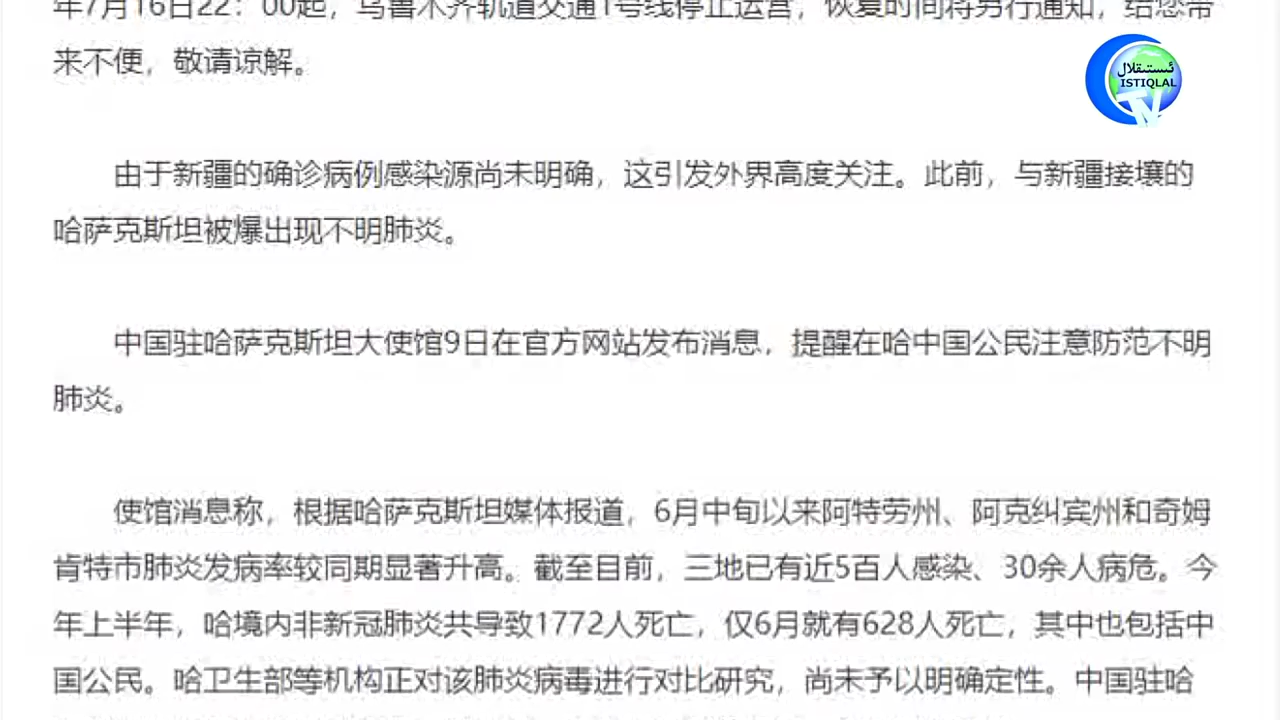 年7月16日22：00起，乌鲁木齐轨道交通1号线停止运营，恢复时间将另行通知，给您带
来不便，敬请谅解。
ئىستىقلال
ISTIQLAL
TV
由于新疆的确诊病例感染源尚未明确，这引发外界高度关注。此前，与新疆接壤的
哈萨克斯坦被爆出现不明肺炎。
中国驻哈萨克斯坦大使馆9日在官方网站发布消息，提醒在哈中国公民注意防范不明
肺炎。
使馆消息称，根据哈萨克斯坦媒体报道，6月中旬以来阿特劳州、阿克纠宾州和奇姆
肯特市肺炎发病率较同期显著升高。截至目前，三地已有近5百人感染、30余人病危。今
年上半年，哈境内非新冠肺炎共导致1772人死亡，仅6月就有628人死亡，其中也包括中
国公民。哈卫生部等机构正对该肺炎病毒进行对比研究，尚未予以明确定性。中国驻哈